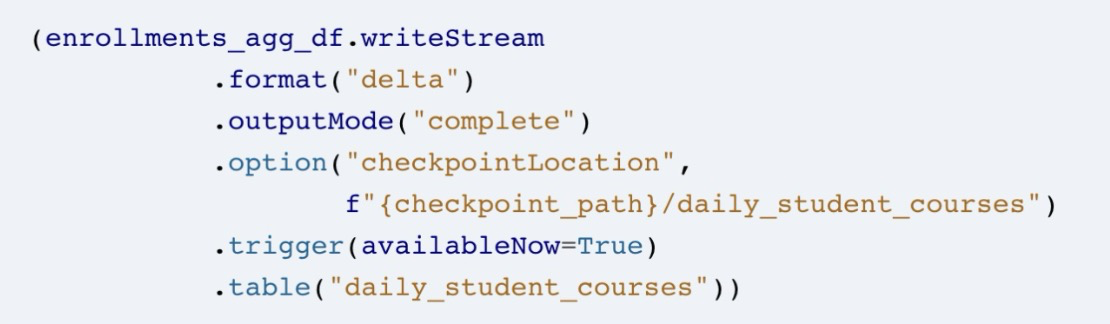 (enrollments_agg_df.writeStream
.format("delta")
.outputMode("complete")
.option("checkpointLocation",
f"{checkpoint_path}/daily_student_courses")
.trigger(availableNow=True)
.table("daily_student_courses"))